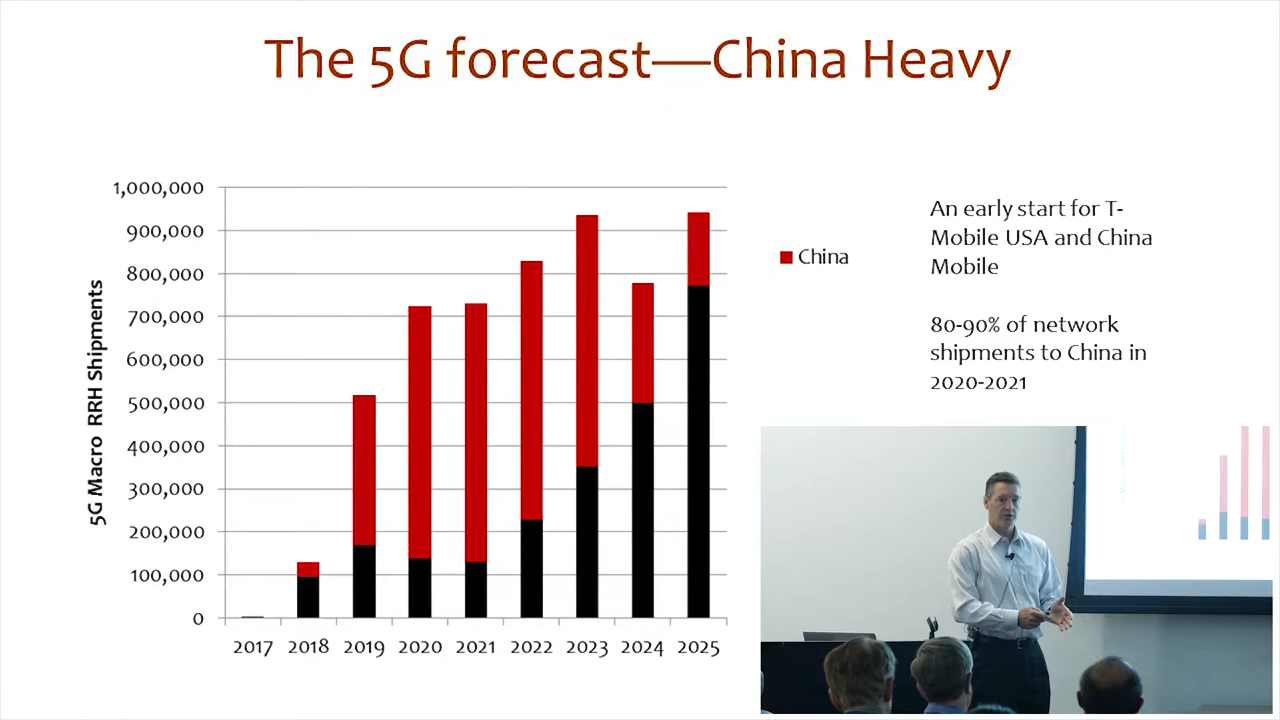 The 5G forecast—China Heavy
1,000,000
900,000
800,000
700,000
600,000
500,000
400,000
300,000
200,000
100,000
0
5G Macro RRH Shipments
2017 2018 2019 2020 2021 2022 2023 2024 2025
China
An early start for T-
Mobile USA and China
Mobile
80-90% of network
shipments to China in
2020-2021